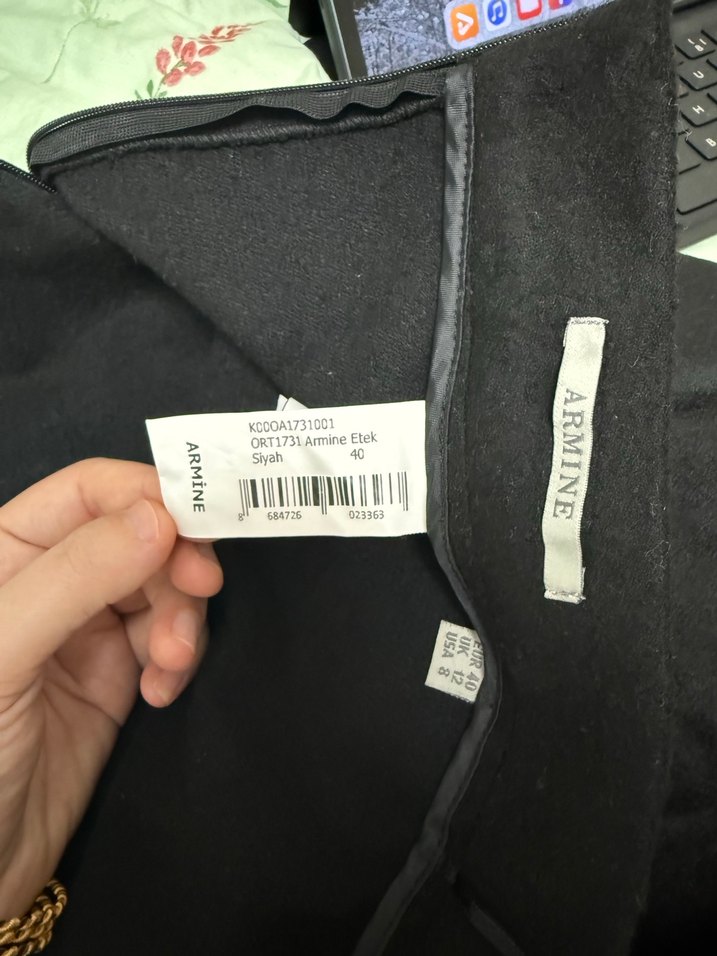 K00OA1731001
ORT1731 Armine Etek
Siyah 40
ARMİNE
8 684726 023363
ARMINE
EUR 40
UK 12
USA 8